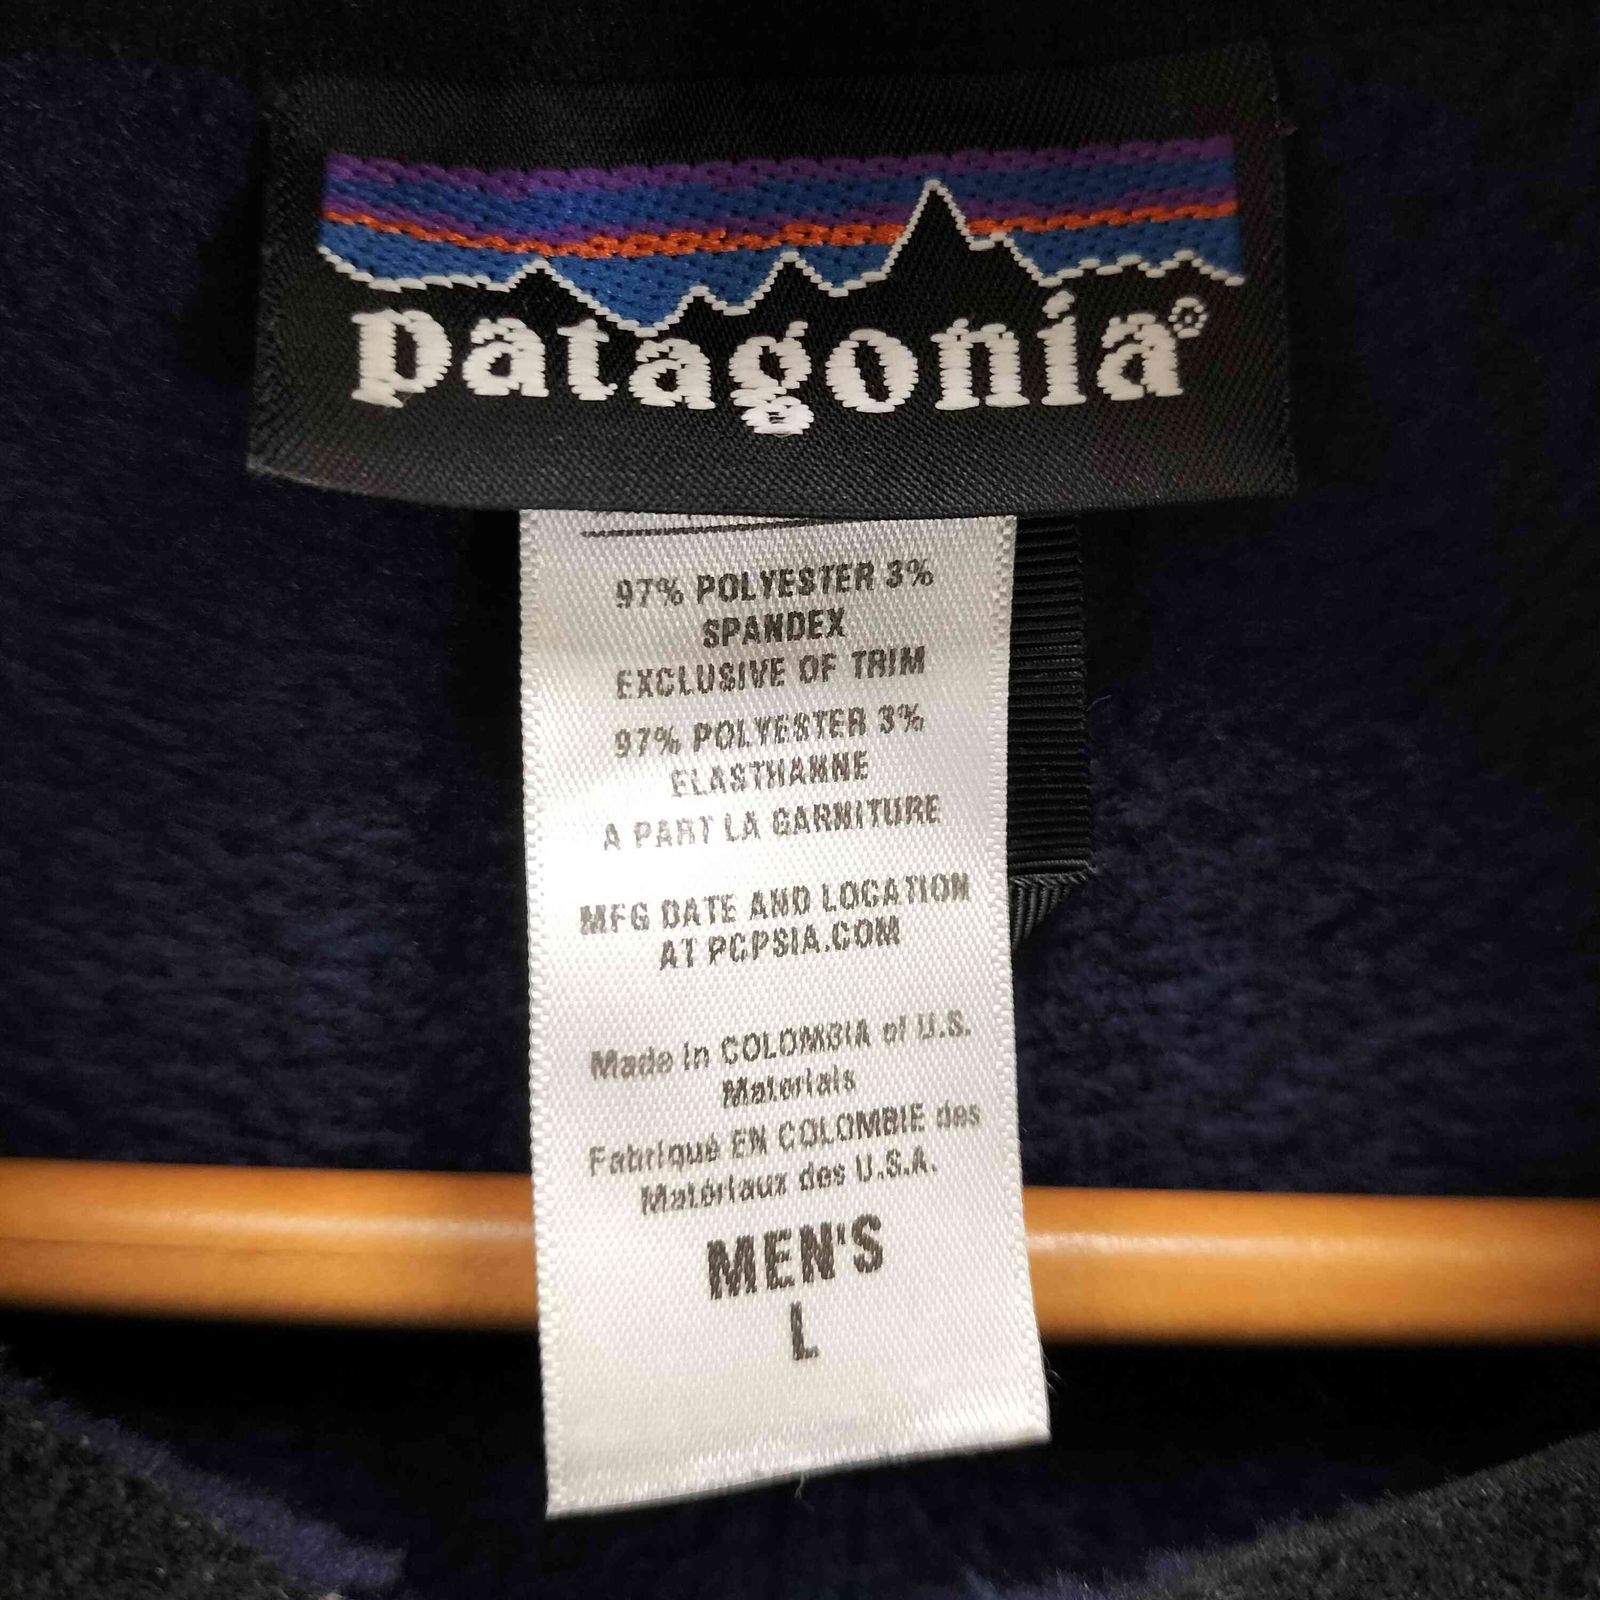 patagonia®
97% POLYESTER 3%
SPANDEX
EXCLUSIVE OF TRIM
97% POLYESTER 3%
ELASTHANNE
A PART LA GARNITURE
MFG DATE AND LOCATION
AT PCPSIA.COM
Made in COLOMBIA of U.S.
Materials
Fabriqué EN COLOMBIE des
Matériaux des U.S.A.
MEN'S
L